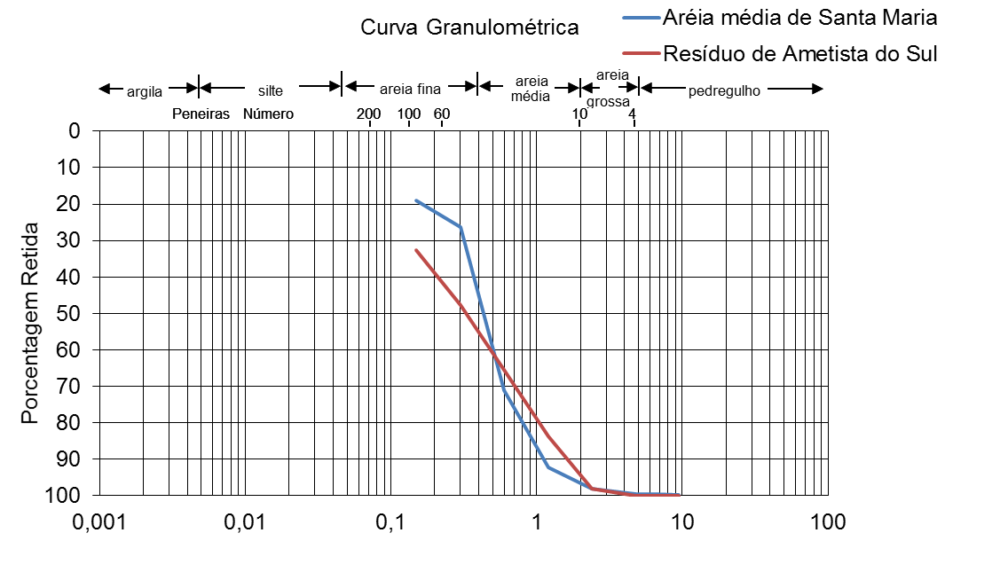 Curva Granulométrica
Aréia média de Santa Maria
Resíduo de Ametista do Sul
argila
silte
areia fina
areia
média
areia
grossa
pedregulho
Peneiras Número 200 100 60 10 4
0
10
20
30
40
50
60
70
80
90
100
Porcentagem Retida
0,001 0,01 0,1 1 10 100